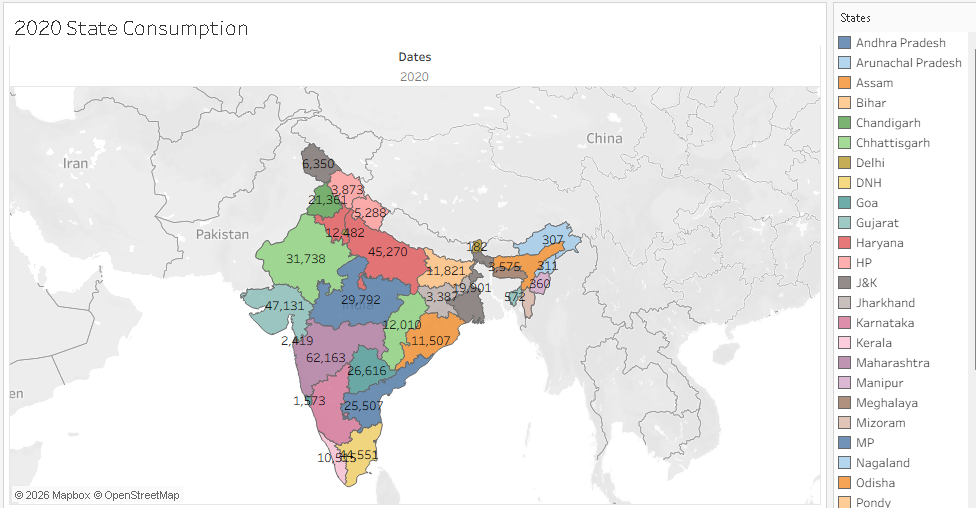 2020 State Consumption
Dates
2020
China
Iran
Pakistan
6,350
3,873
21,361
5,288
12,482
45,270
31,738
182
307
3,575
311
11,821
360
19,901
3,387
572
47,131
29,792
12,010
2,419
11,507
62,163
26,616
1,573
25,507
en
© 2026 Mapbox © OpenStreetMap
States
Andhra Pradesh
Arunachal Pradesh
Assam
Bihar
Chandigarh
Chhattisgarh
Delhi
DNH
Goa
Gujarat
Haryana
HP
J&K
Jharkhand
Karnataka
Kerala
Maharashtra
Manipur
Meghalaya
Mizoram
MP
Nagaland
Odisha
Pondy